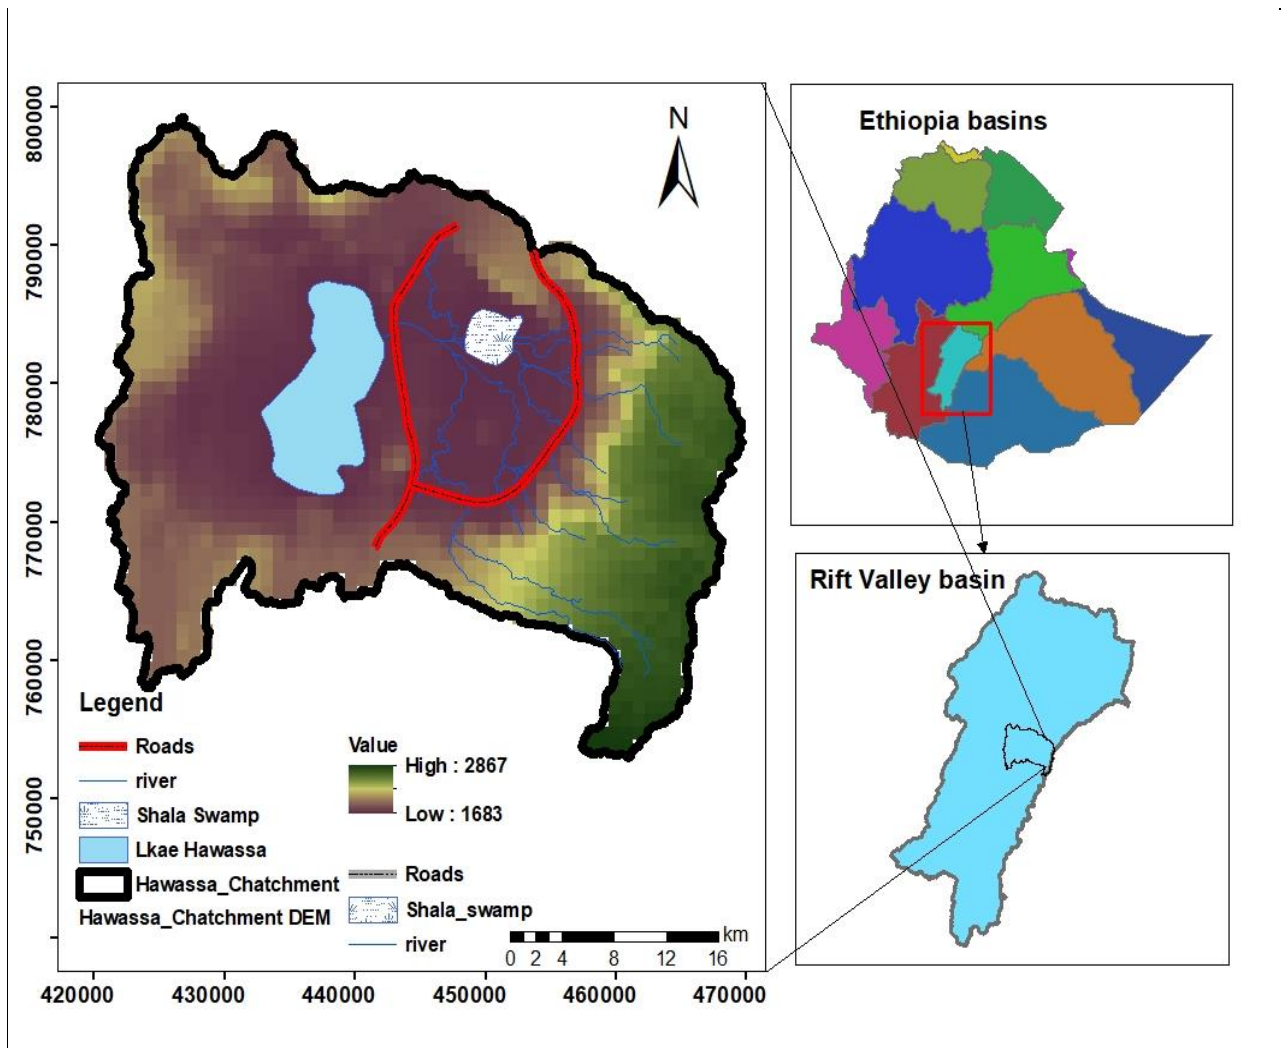 N
Ethiopia basins
Rift Valley basin
800000
790000
780000
770000
760000
750000
Legend
Roads
river
Shala Swamp
Lkae Hawassa
Hawassa_Chatchment
Hawassa_Chatchment DEM
Value
High : 2867
Low : 1683
Roads
Shala_swamp
river
km
0 2 4 8 12 16
420000 430000 440000 450000 460000 470000